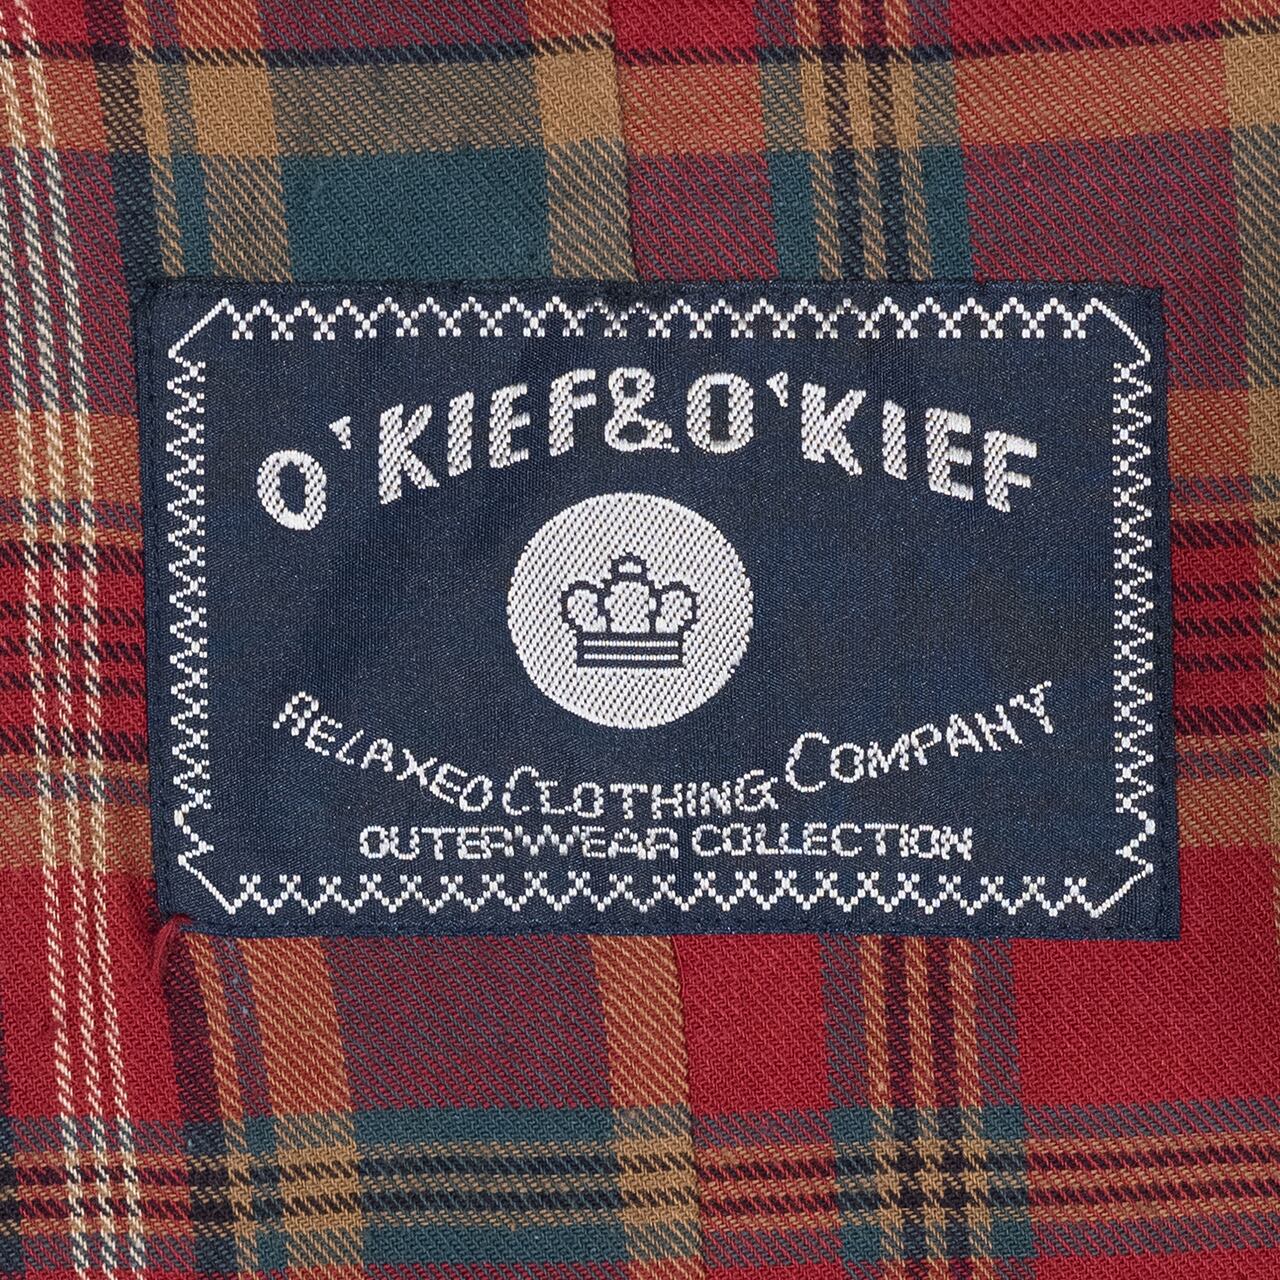 O'KIEF&O'KIEF
RELAXED CLOTHING COMPANY
OUTERWEAR COLLECTION